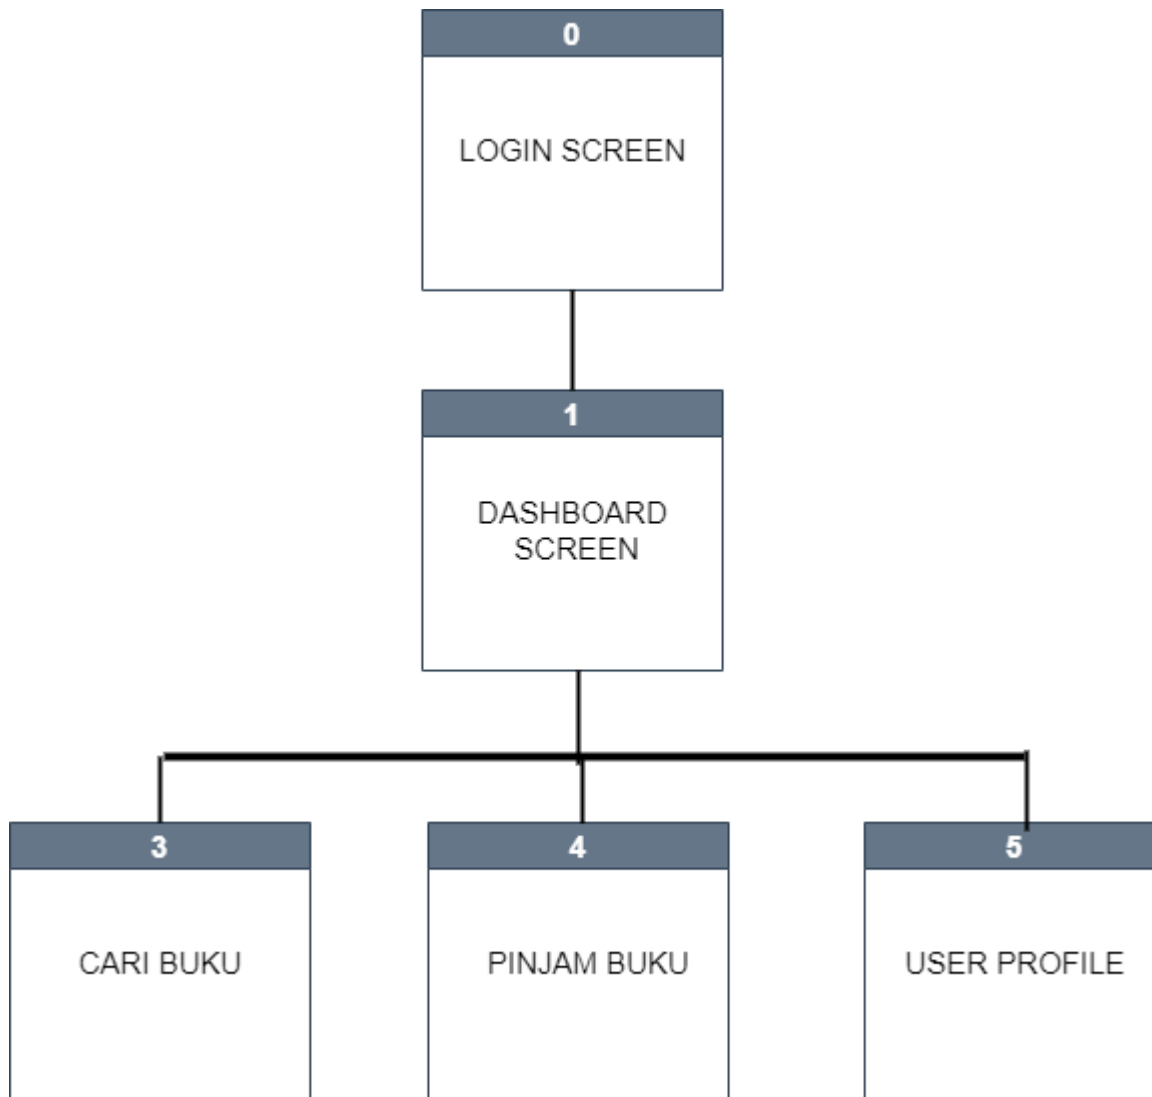 0
LOGIN SCREEN
1
DASHBOARD
SCREEN
3
CARI BUKU
4
PINJAM BUKU
5
USER PROFILE